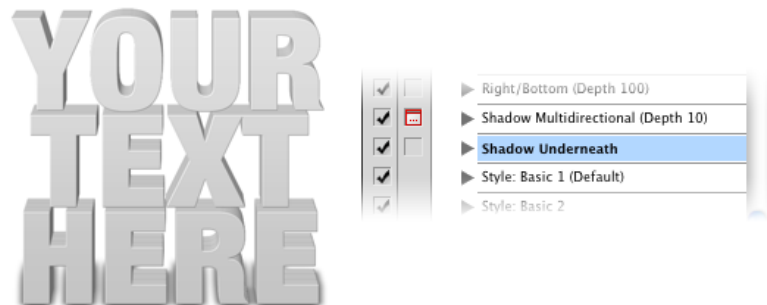 YOUR
TEXT
HERE
Right/Bottom (Depth 100)
Shadow Multidirectional (Depth 10)
Shadow Underneath
Style: Basic 1 (Default)
Style: Basic 2